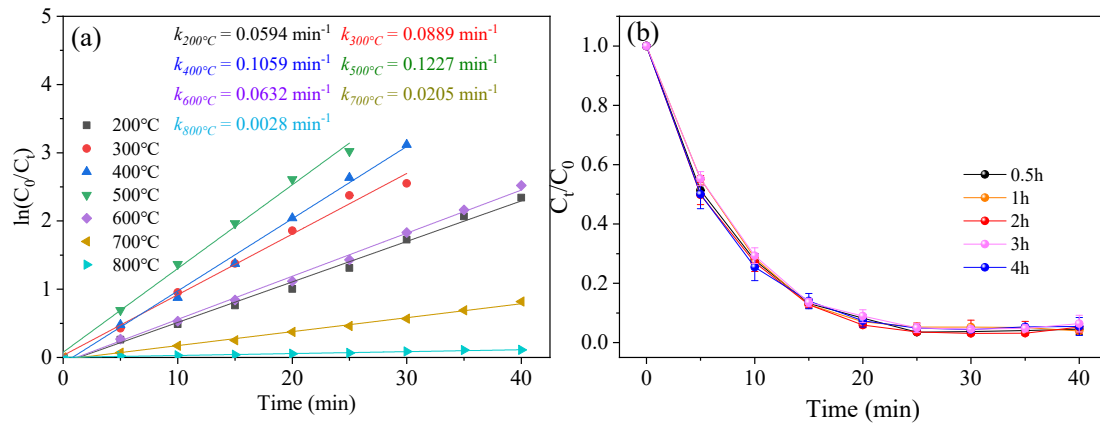 (a)
k200°C = 0.0594 min-1 k300°C = 0.0889 min-1
k400°C = 0.1059 min-1 k500°C = 0.1227 min-1
k600°C = 0.0632 min-1 k700°C = 0.0205 min-1
k800°C = 0.0028 min-1
200℃
300℃
400℃
500℃
600℃
700℃
800℃
5
4
3
2
1
0
ln(C0/Ct)
0 10 20 30 40
Time (min)
(b)
1.0
0.8
0.6
0.4
0.2
0.0
Ct/C0
0.5h
1h
2h
3h
4h
0 10 20 30 40
Time (min)